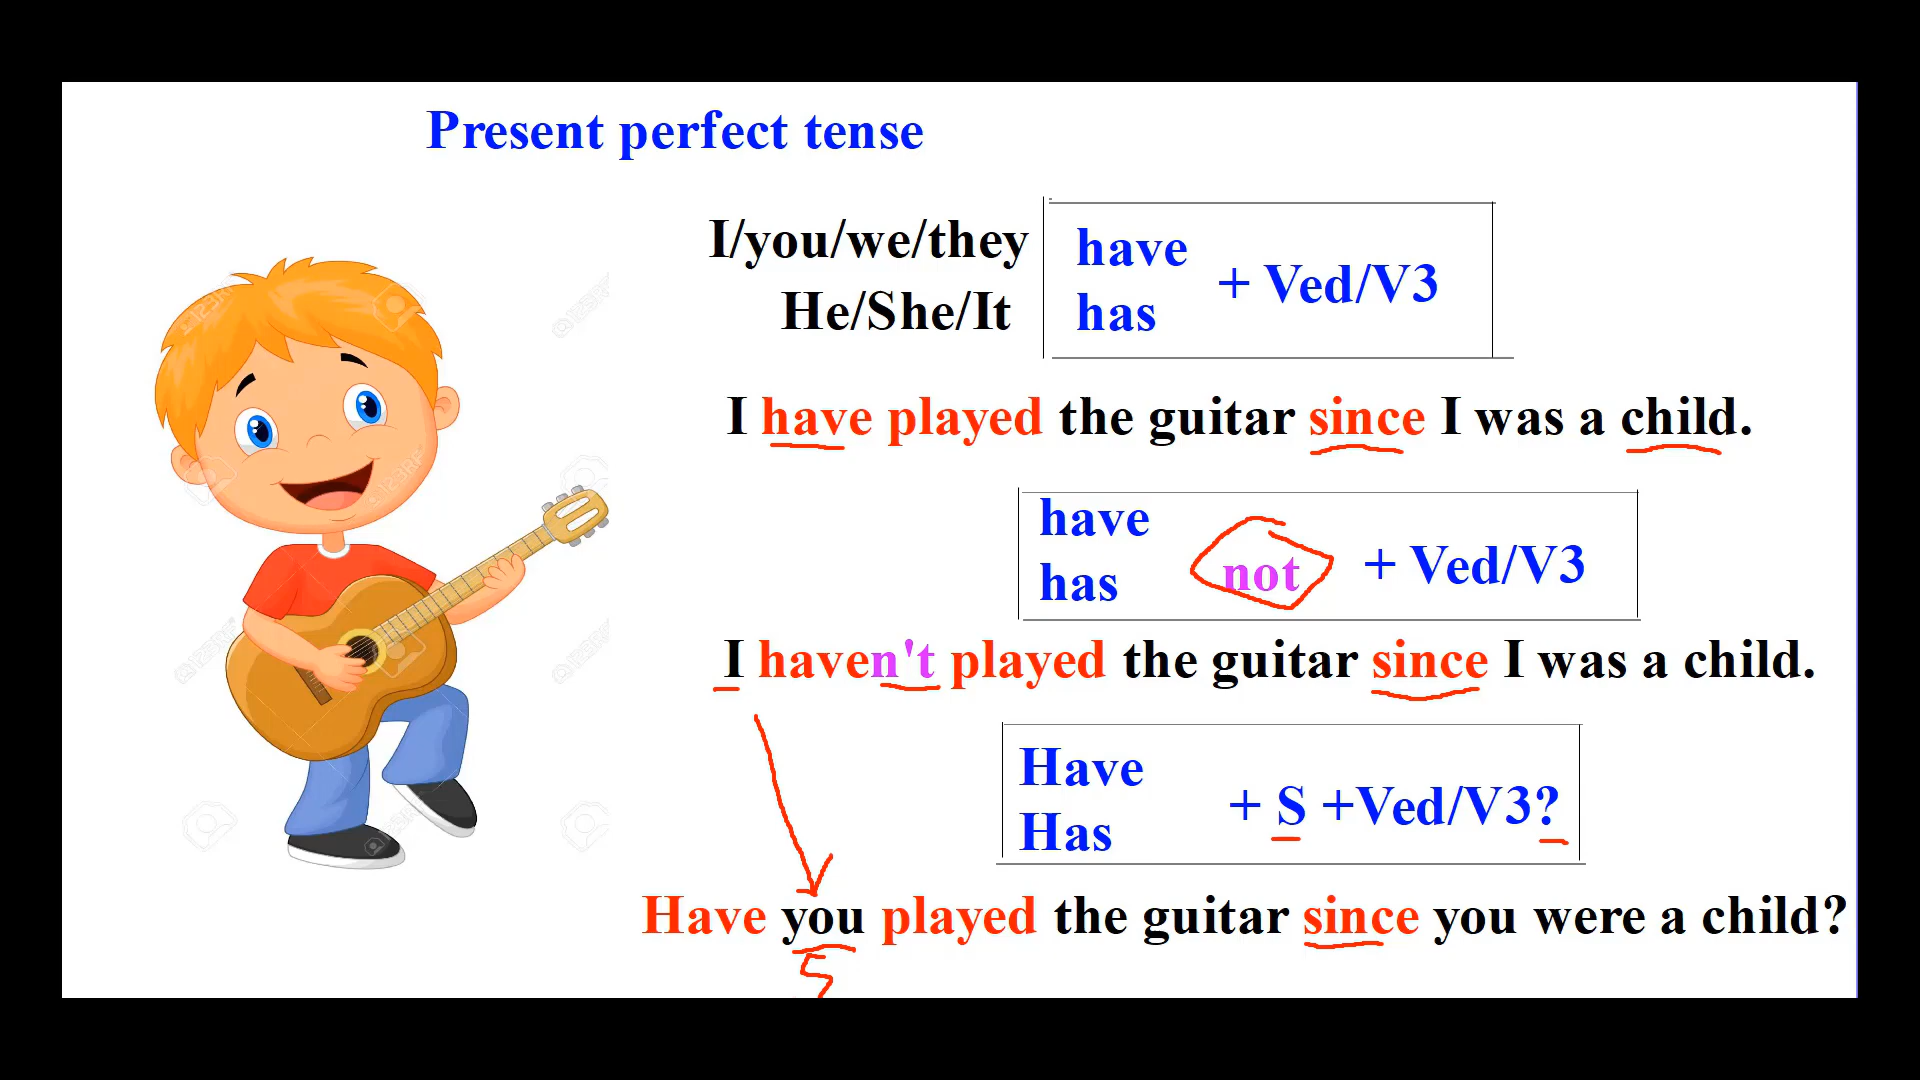 Present perfect tense
I/you/we/they
He/She/It
have
has
+ Ved/V3
I have played the guitar since I was a child.
have
has
not
+ Ved/V3
I haven't played the guitar since I was a child.
Have
Has
+ S +Ved/V3?
Have you played the guitar since you were a child?
S